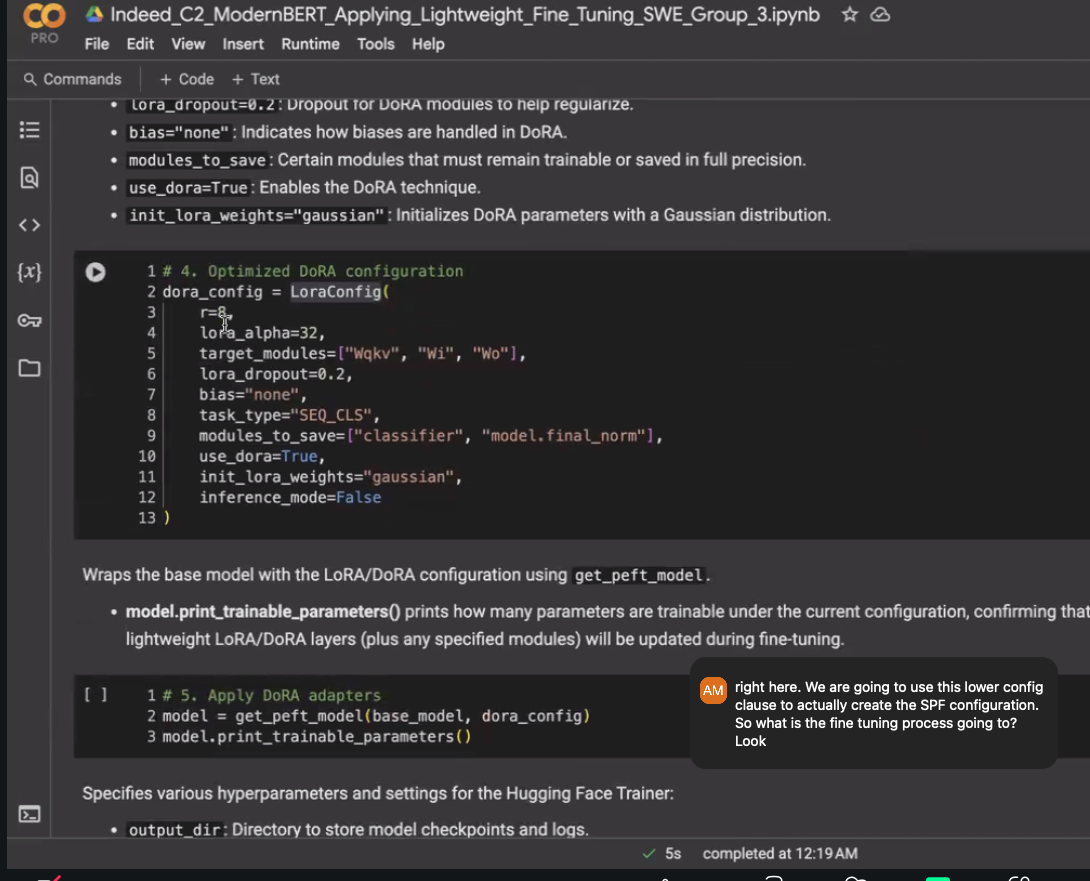 CO PRO
Indeed_C2_ModernBERT_Applying_Lightweight_Fine_Tuning_SWE_Group_3.ipynb
File Edit View Insert Runtime Tools Help
Commands + Code + Text
• lora_dropout=0.2: Dropout for DoRA modules to help regularize.
• bias="none": Indicates how biases are handled in DoRA.
• modules_to_save: Certain modules that must remain trainable or saved in full precision.
• use_dora=True: Enables the DoRA technique.
• init_lora_weights="gaussian": Initializes DoRA parameters with a Gaussian distribution.
1 # 4. Optimized DoRA configuration
2 dora_config = LoraConfig(
3 r=8,
4 lora_alpha=32,
5 target_modules=["Wqkv", "Wi", "Wo"],
6 lora_dropout=0.2,
7 bias="none",
8 task_type="SEQ_CLS",
9 modules_to_save=["classifier", "model.final_norm"],
10 use_dora=True,
11 init_lora_weights="gaussian",
12 inference_mode=False
13 )
Wraps the base model with the LoRA/DoRA configuration using get_peft_model.
• model.print_trainable_parameters() prints how many parameters are trainable under the current configuration, confirming that
lightweight LoRA/DoRA layers (plus any specified modules) will be updated during fine-tuning.
[ ] 1 # 5. Apply DoRA adapters
2 model = get_peft_model(base_model, dora_config)
3 model.print_trainable_parameters()
AM
right here. We are going to use this lower config
clause to actually create the SPF configuration.
So what is the fine tuning process going to?
Look
Specifies various hyperparameters and settings for the Hugging Face Trainer:
• output_dir: Directory to store model checkpoints and logs.
✓ 5s completed at 12:19 AM